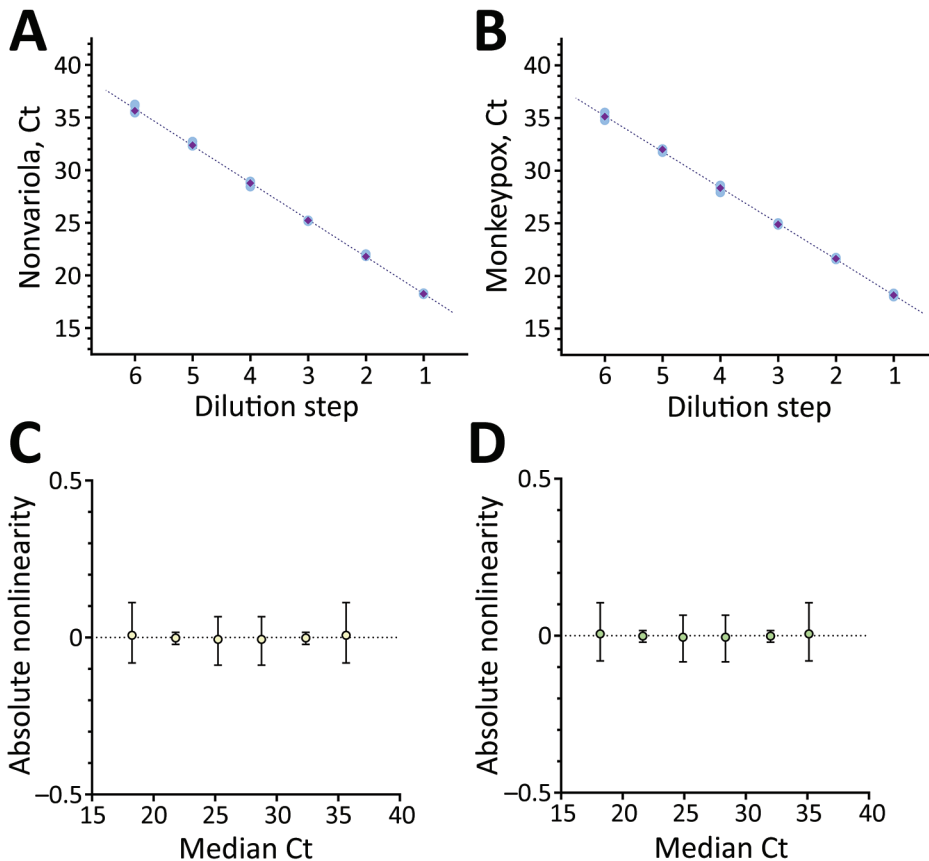 A
B
Nonvariola, Ct
40
35
30
25
20
15
6 5 4 3 2 1
Dilution step
Monkeypox, Ct
40
35
30
25
20
15
6 5 4 3 2 1
Dilution step
C
D
Absolute nonlinearity
0.5
0
–0.5
15 20 25 30 35 40
Median Ct
Absolute nonlinearity
0.5
0
–0.5
15 20 25 30 35 40
Median Ct